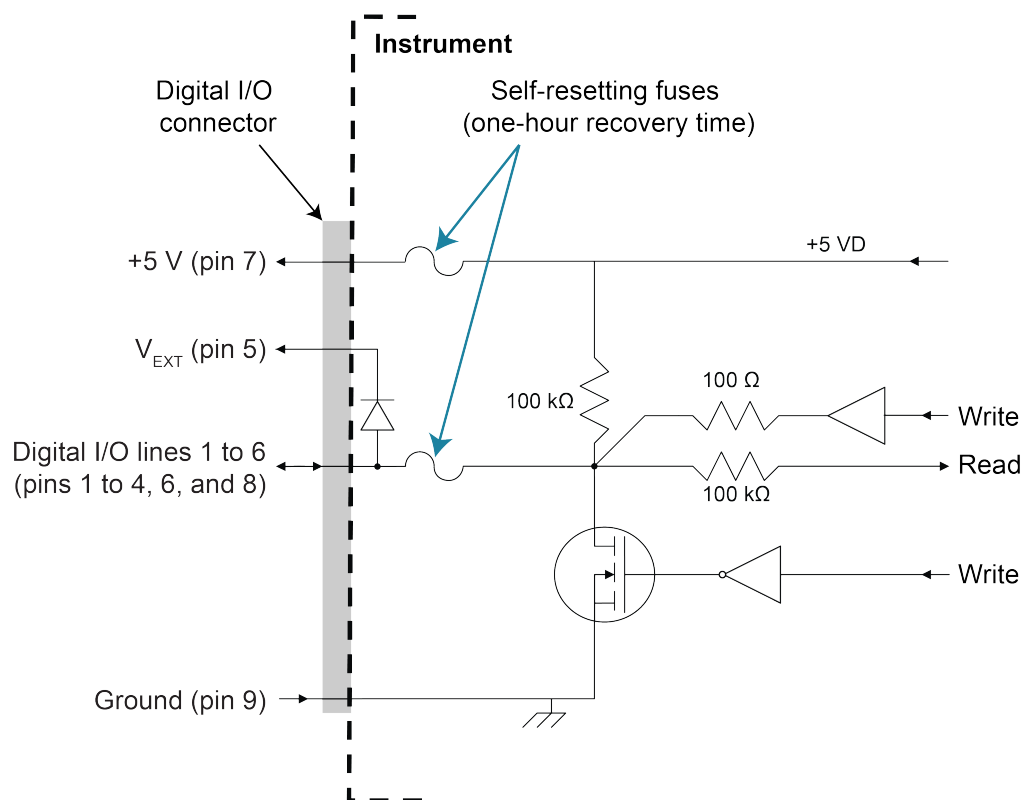 Instrument
Digital I/O
connector
Self-resetting fuses
(one-hour recovery time)
+5 V (pin 7)
+5 VD
VEXT (pin 5)
100 kΩ
100 Ω
Write
Digital I/O lines 1 to 6
(pins 1 to 4, 6, and 8)
Read
100 kΩ
Write
Ground (pin 9)